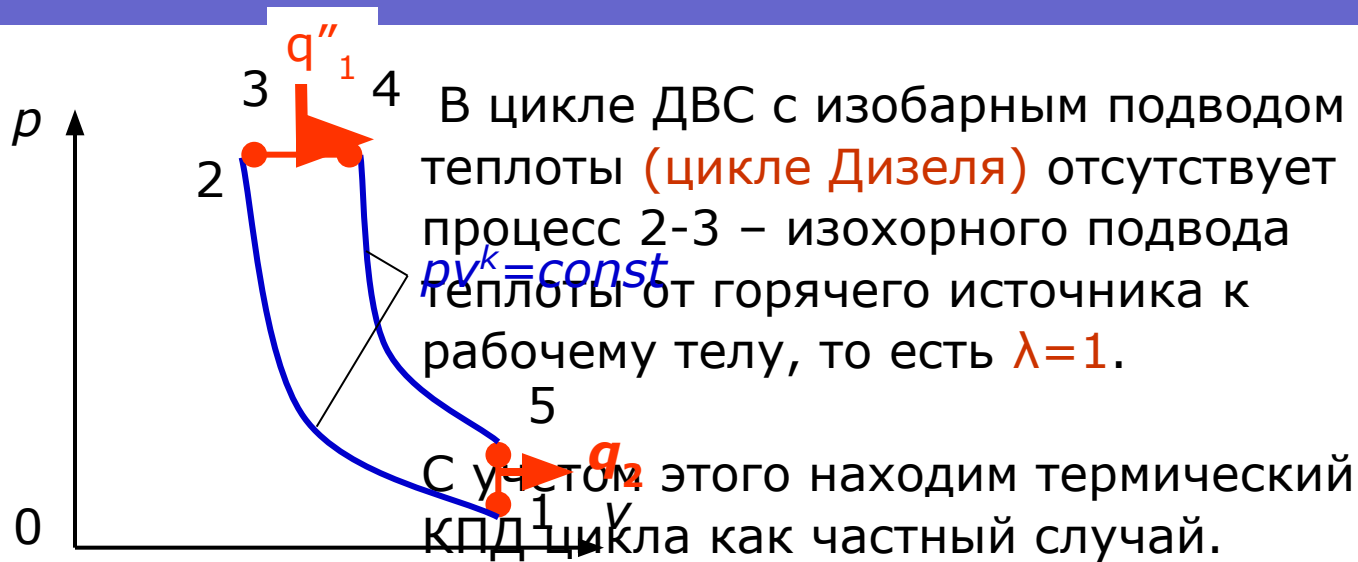 q″₁
3
4
p
2
В цикле ДВС с изобарным подводом
теплоты (цикле Дизеля) отсутствует
процесс 2-3 – изохорного подвода
pvᵏ=const
теплоты от горячего источника к
рабочему телу, то есть λ=1.
5
q₂
С учетом этого находим термический
1
v
0
КПД цикла как частный случай.